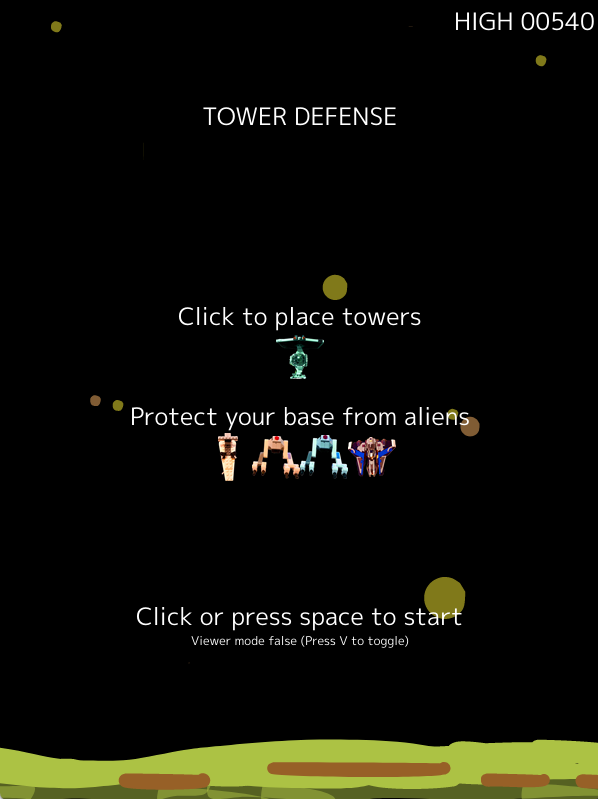 HIGH 00540
TOWER DEFENSE
Click to place towers
Protect your base from aliens
Click or press space to start
Viewer mode false (Press V to toggle)